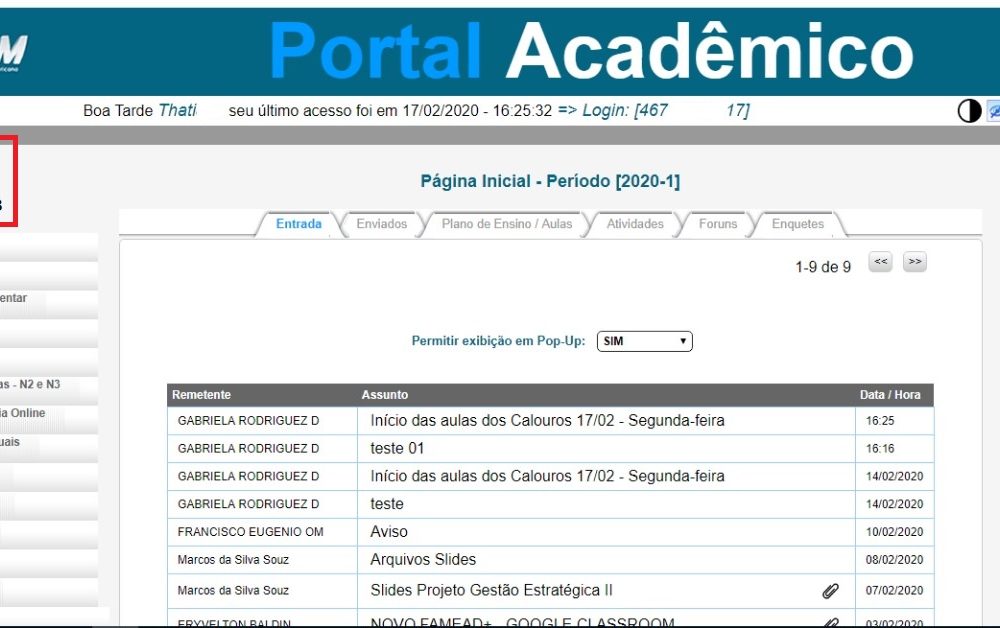 Portal Acadêmico
Boa Tarde Thati seu último acesso foi em 17/02/2020 - 16:25:32 => Login: [467 17]
Página Inicial - Período [2020-1]
Entrada Enviados Plano de Ensino / Aulas Atividades Foruns Enquetes
1-9 de 9 << >>
entar
Permitir exibição em Pop-Up: SIM
as - N2 e N3
ia Online
uais
Remetente Assunto Data / Hora
GABRIELA RODRIGUEZ D Início das aulas dos Calouros 17/02 - Segunda-feira 16:25
GABRIELA RODRIGUEZ D teste 01 16:16
GABRIELA RODRIGUEZ D Início das aulas dos Calouros 17/02 - Segunda-feira 14/02/2020
GABRIELA RODRIGUEZ D teste 14/02/2020
FRANCISCO EUGENIO OM Aviso 10/02/2020
Marcos da Silva Souz Arquivos Slides 08/02/2020
Marcos da Silva Souz Slides Projeto Gestão Estratégica II 07/02/2020
ERYVELTON BALDIN NOVO FAMEAD+ - GOOGLE CLASSROOM 03/02/2020